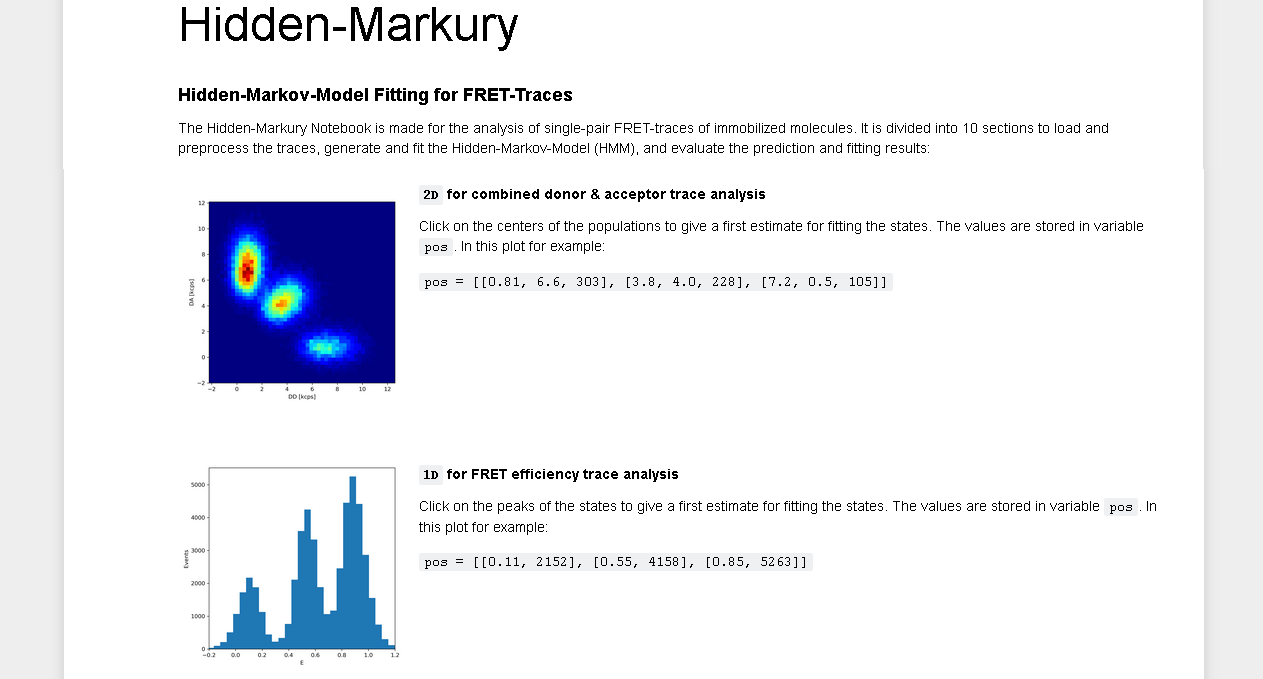 Hidden-Markury
Hidden-Markov-Model Fitting for FRET-Traces
The Hidden-Markury Notebook is made for the analysis of single-pair FRET-traces of immobilized molecules. It is divided into 10 sections to load and
preprocess the traces, generate and fit the Hidden-Markov-Model (HMM), and evaluate the prediction and fitting results:
2D for combined donor & acceptor trace analysis
Click on the centers of the populations to give a first estimate for fitting the states. The values are stored in variable
pos . In this plot for example:
pos = [[0.81, 6.6, 303], [3.8, 4.0, 228], [7.2, 0.5, 105]]
12
10
8
6
4
2
0
−2
DA [kcps]
−2 0 2 4 6 8 10 12
DD [kcps]
1D for FRET efficiency trace analysis
Click on the peaks of the states to give a first estimate for fitting the states. The values are stored in variable pos . In
this plot for example:
pos = [[0.11, 2152], [0.55, 4158], [0.85, 5263]]
5000
4000
3000
2000
1000
0
Events
−0.2 0.0 0.2 0.4 0.6 0.8 1.0 1.2
E